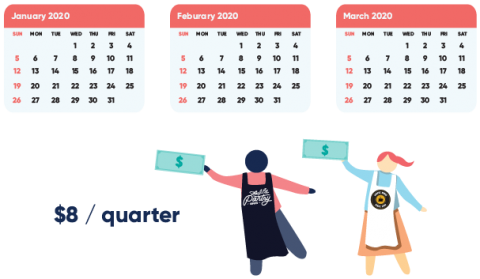 January 2020
SUN MON TUE WED THU FRI SAT
1 2 3 4
5 6 7 8 9 10 11
12 13 14 15 16 17 18
19 20 21 22 23 24 25
26 27 28 29 30 31
Feburary 2020
SUN MON TUE WED THU FRI SAT
1 2 3 4
5 6 7 8 9 10 11
12 13 14 15 16 17 18
19 20 21 22 23 24 25
26 27 28 29 30 31
March 2020
SUN MON TUE WED THU FRI SAT
1 2 3 4
5 6 7 8 9 10 11
12 13 14 15 16 17 18
19 20 21 22 23 24 25
26 27 28 29 30 31
$
$
Pantry
$8 / quarter